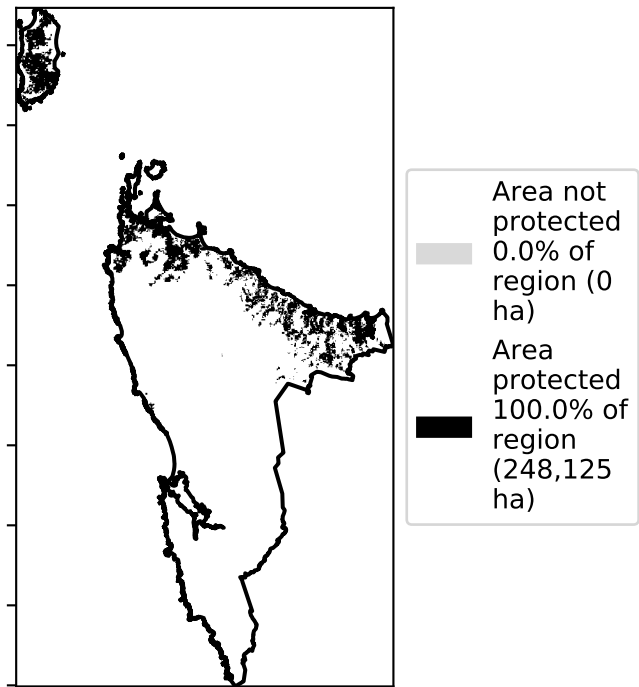 Area not
protected
0.0% of
region (0
ha)
Area
protected
100.0% of
region
(248,125
ha)